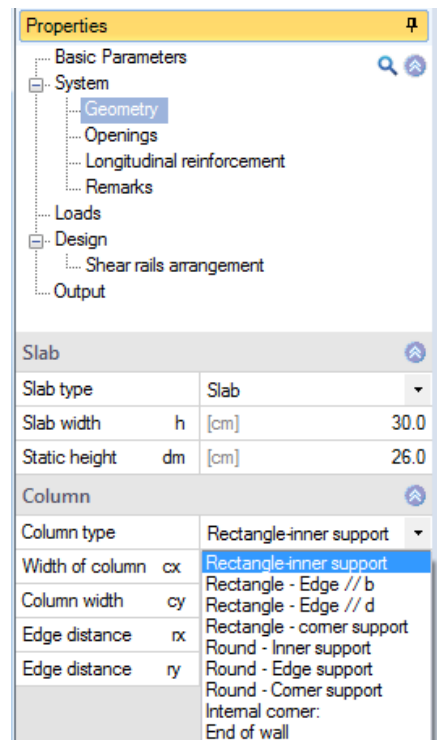 Properties
Basic Parameters
System
Geometry
Openings
Longitudinal reinforcement
Remarks
Loads
Design
Shear rails arrangement
Output
Slab
Slab type Slab
Slab width h [cm] 30.0
Static height dm [cm] 26.0
Column
Column type Rectangle-inner support
Width of column cx Rectangle-inner support
Rectangle - Edge // b
Column width cy Rectangle - Edge // d
Rectangle - corner support
Edge distance rx Round - Inner support
Round - Edge support
Edge distance ry Round - Corner support
Internal corner:
End of wall